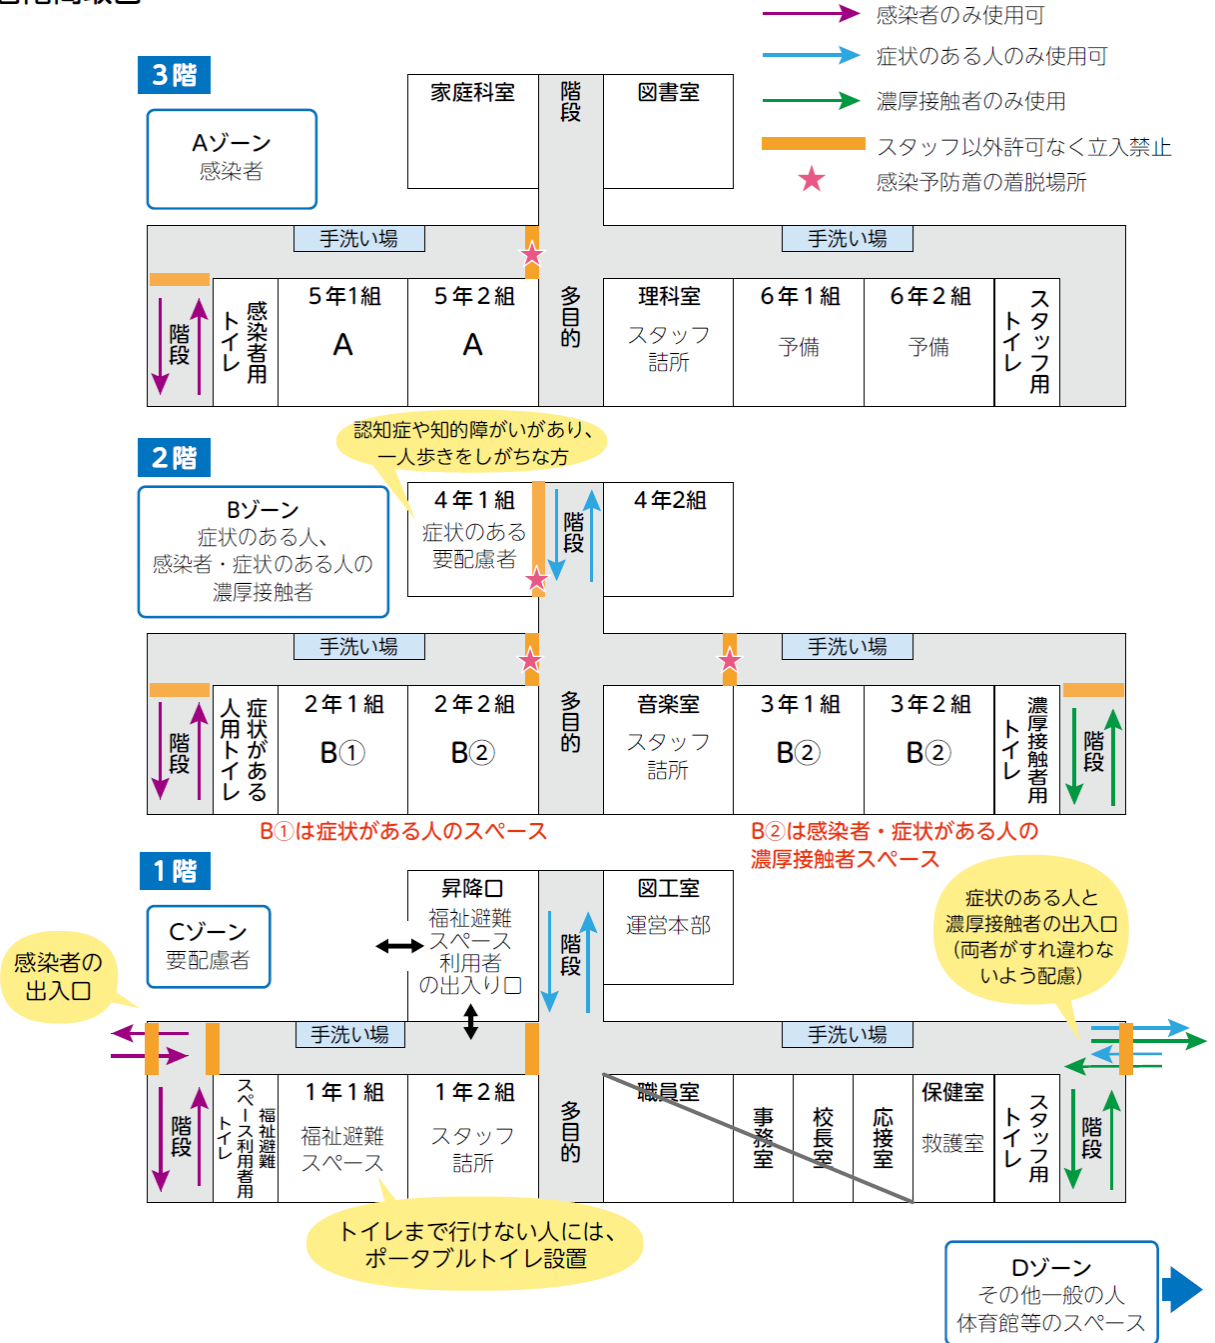 感染者のみ使用可
症状のある人のみ使用可
濃厚接触者のみ使用
スタッフ以外許可なく立入禁止
感染予防着の着脱場所
3階
Aゾーン
感染者
家庭科室
階段
図書室
手洗い場
手洗い場
階段
感染者用
トイレ
5年1組
A
5年2組
A
多目的
理科室
スタッフ
詰所
6年1組
予備
6年2組
予備
スタッフ用
トイレ
2階
認知症や知的障がいがあり、
一人歩きをしがちな方
Bゾーン
症状のある人、
感染者・症状のある人の
濃厚接触者
4年1組
症状のある
要配慮者
階段
4年2組
手洗い場
手洗い場
階段
症状がある
人用トイレ
2年1組
B①
2年2組
B②
多目的
音楽室
スタッフ
詰所
3年1組
B②
3年2組
B②
濃厚接触者用
トイレ
階段
B①は症状がある人のスペース
B②は感染者・症状がある人の
濃厚接触者スペース
1階
Cゾーン
要配慮者
感染者の
出入口
昇降口
福祉避難
スペース
利用者
の出入り口
階段
図工室
運営本部
症状のある人と
濃厚接触者の出入口
(両者がすれ違わな
いよう配慮)
手洗い場
手洗い場
階段
福祉避難
スペース利用者用
トイレ
1年1組
福祉避難
スペース
1年2組
スタッフ
詰所
多目的
職員室
事務室
校長室
応接室
保健室
救護室
スタッフ用
トイレ
階段
トイレまで行けない人には、
ポータブルトイレ設置
Dゾーン
その他一般の人
体育館等のスペース